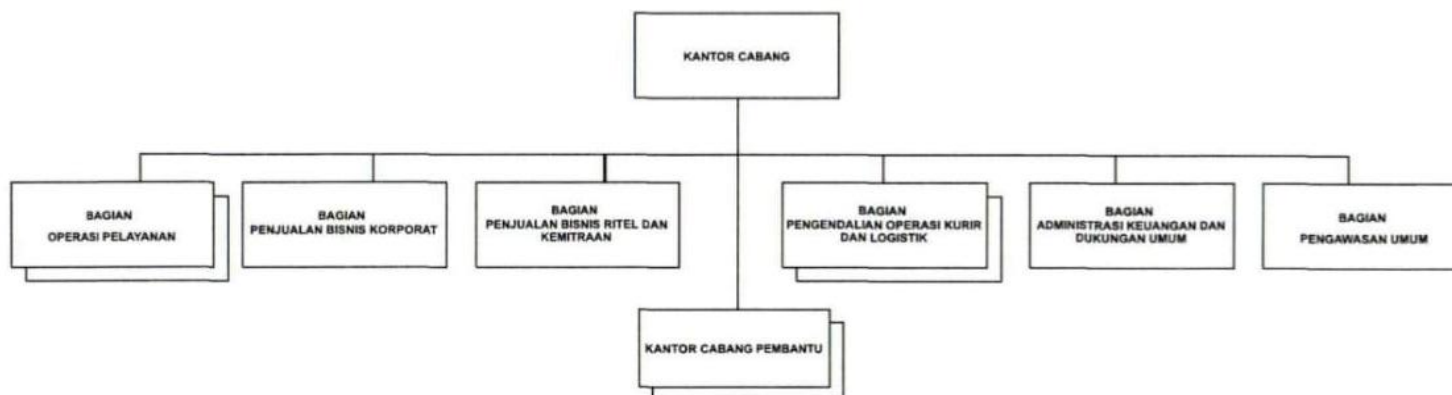 KANTOR CABANG
BAGIAN
OPERASI PELAYANAN
BAGIAN
PENJUALAN BISNIS KORPORAT
BAGIAN
PENJUALAN BISNIS RITEL DAN
KEMITRAAN
BAGIAN
PENGENDALIAN OPERASI KURIR
DAN LOGISTIK
BAGIAN
ADMINISTRASI KEUANGAN DAN
DUKUNGAN UMUM
BAGIAN
PENGAWASAN UMUM
KANTOR CABANG PEMBANTU